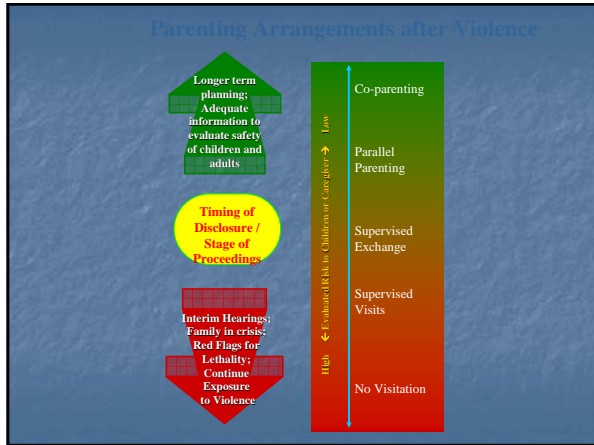 Parenting Arrangements after Violence
Longer term
planning;
Adequate
information to
evaluate safety
of children and
adults
Timing of
Disclosure /
Stage of
Proceedings
Interim Hearings;
Family in crisis;
Red Flags for
Lethality;
Continue
Exposure
to Violence
High ← Evaluated Risk to Children or Caregiver → Low
Co-parenting
Parallel
Parenting
Supervised
Exchange
Supervised
Visits
No Visitation